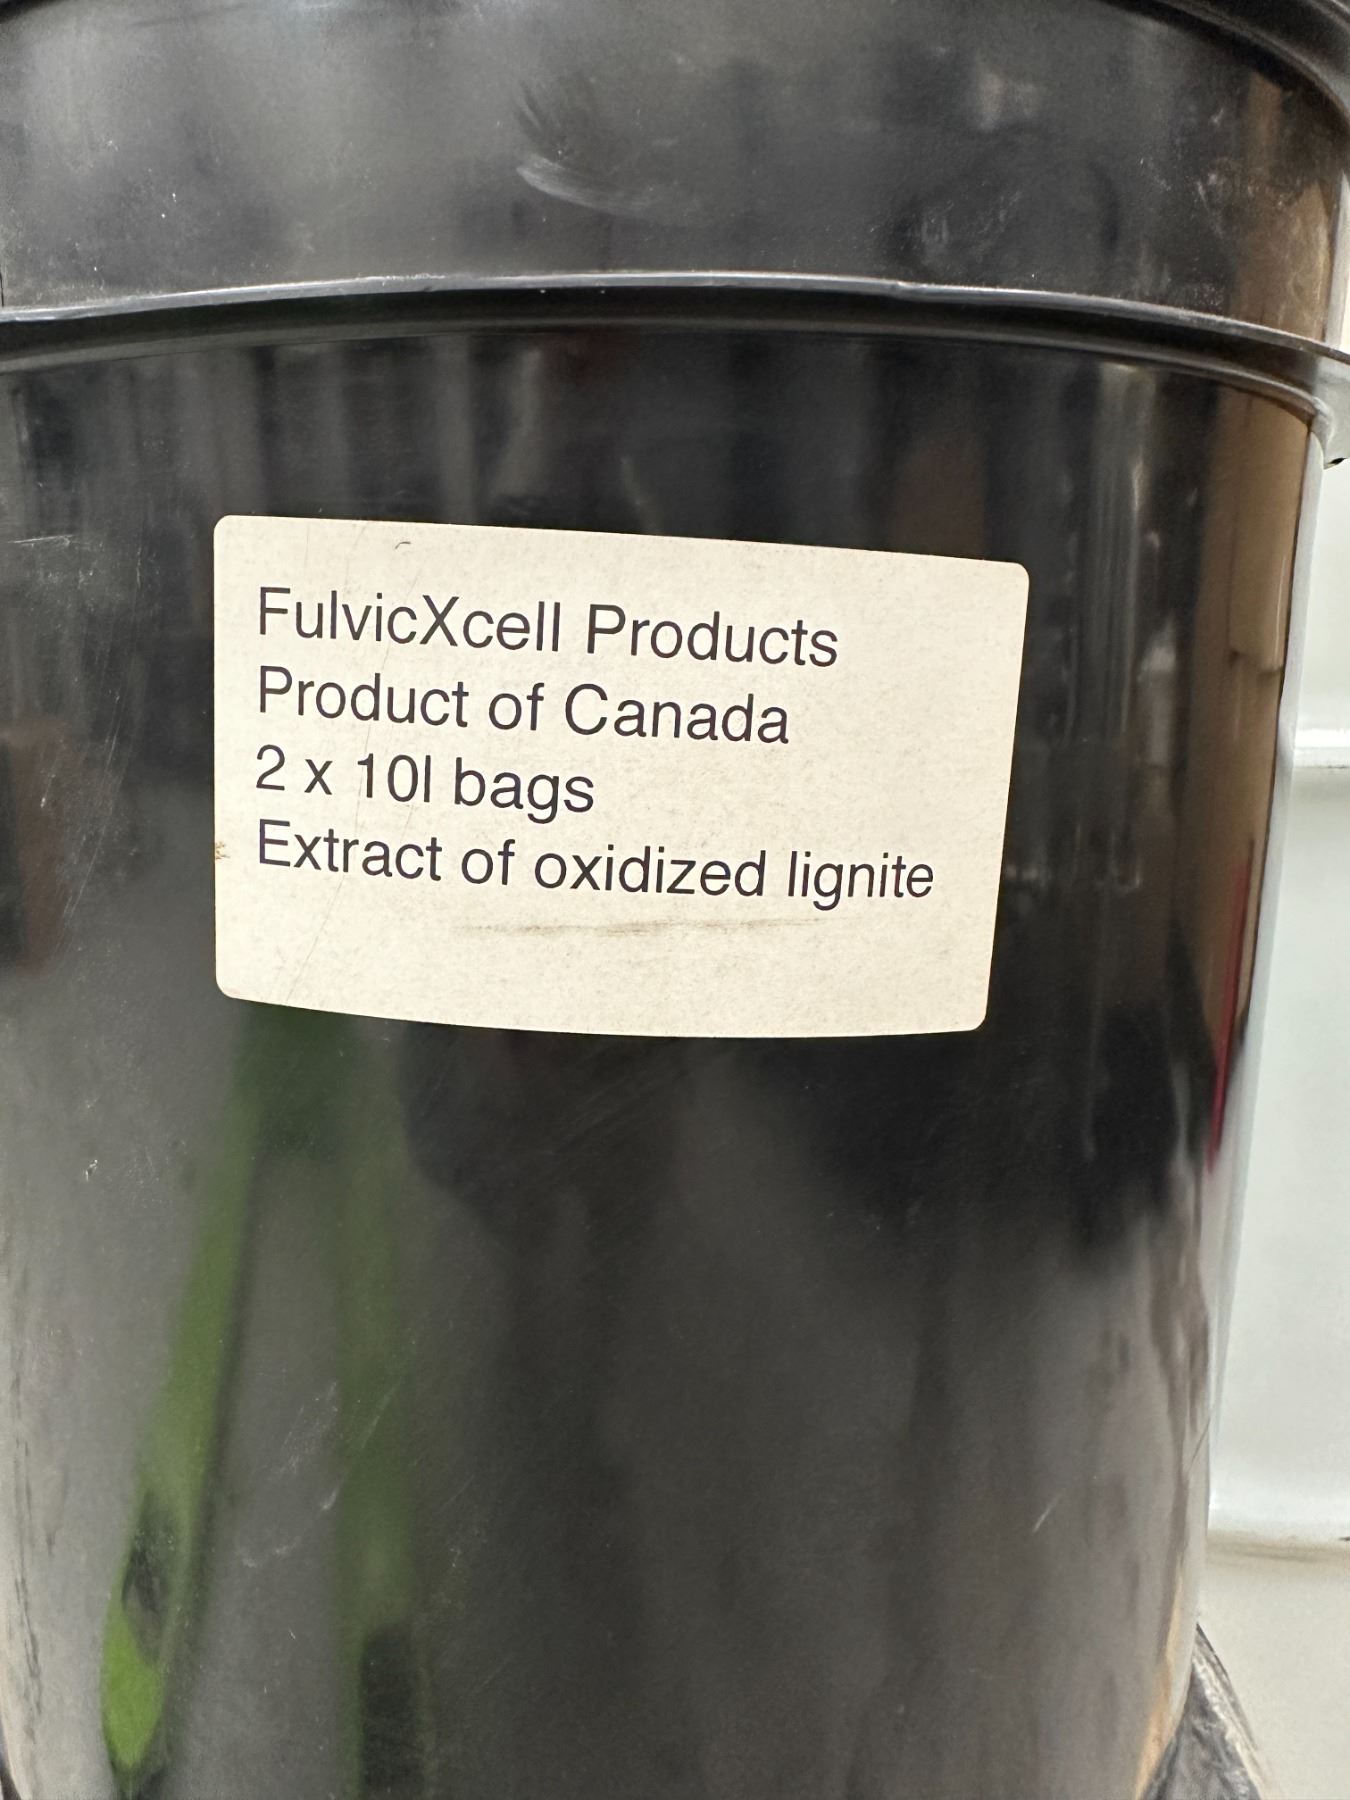 FulvicXcell Products
Product of Canada
2 x 10l bags
Extract of oxidized lignite